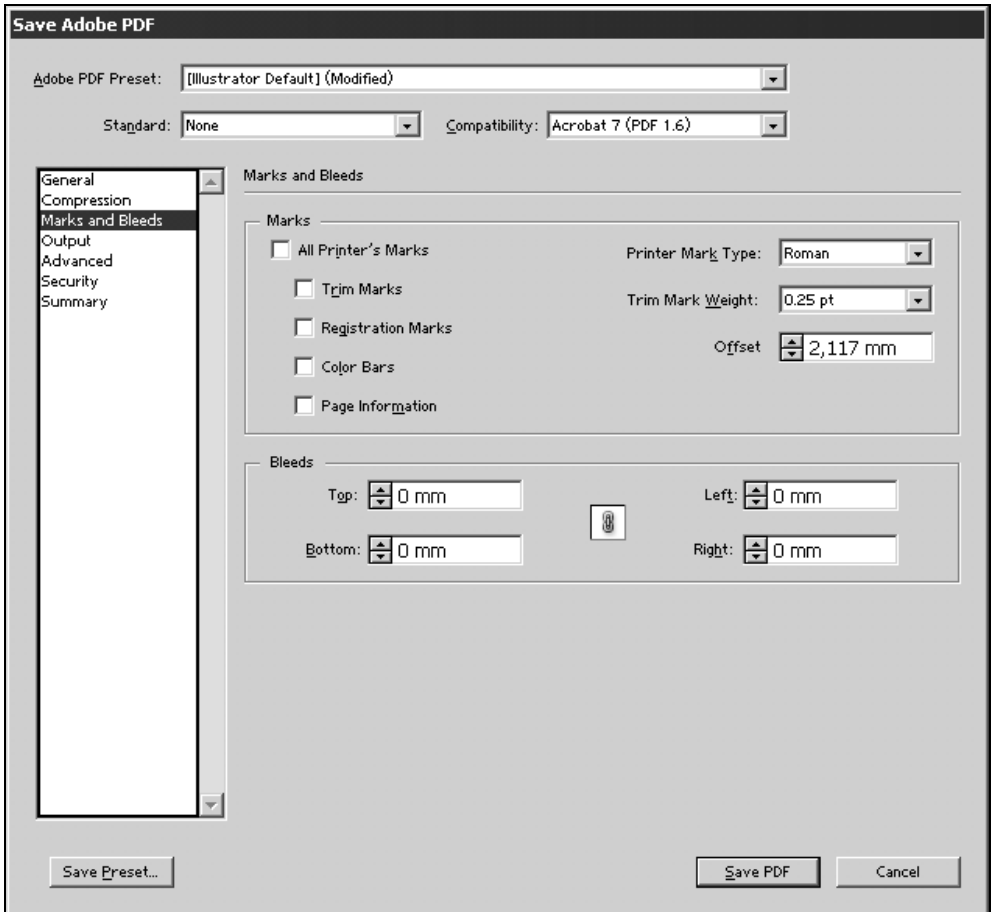 Save Adobe PDF
Adobe PDF Preset: [Illustrator Default] (Modified)
Standard: None Compatibility: Acrobat 7 (PDF 1.6)
General
Compression
Marks and Bleeds
Output
Advanced
Security
Summary
Marks and Bleeds
Marks
All Printer's Marks
Trim Marks
Registration Marks
Color Bars
Page Information
Printer Mark Type: Roman
Trim Mark Weight: 0.25 pt
Offset 2,117 mm
Bleeds
Top: 0 mm
Bottom: 0 mm
Left: 0 mm
Right: 0 mm
Save Preset...
Save PDF
Cancel